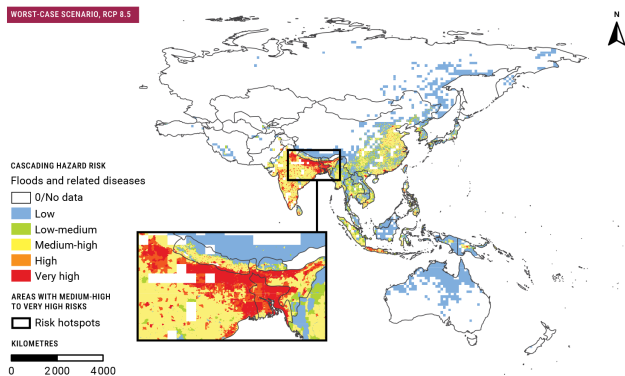 WORST-CASE SCENARIO, RCP 8.5
N
CASCADING HAZARD RISK
Floods and related diseases
0/No data
Low
Low-medium
Medium-high
High
Very high
AREAS WITH MEDIUM-HIGH
TO VERY HIGH RISKS
Risk hotspots
KILOMETRES
0 2 000 4 000